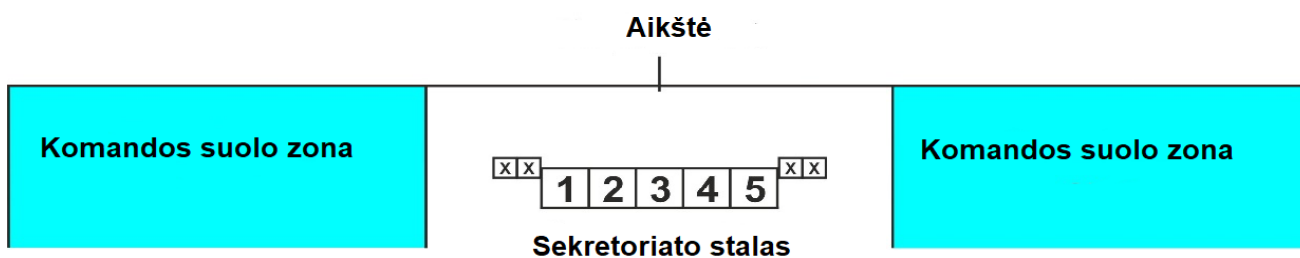 Aikštė
Komandos suolo zona
Komandos suolo zona
X X 1 2 3 4 5 X X
Sekretoriato stalas